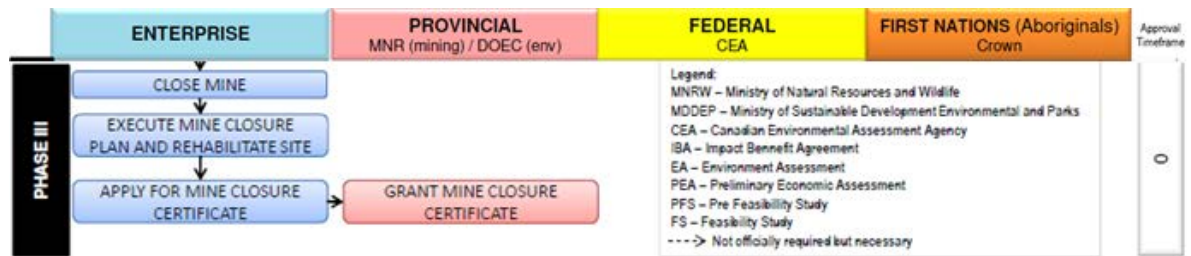 ENTERPRISE
PROVINCIAL
MNR (mining) / DOEC (env)
FEDERAL
CEA
FIRST NATIONS (Aboriginals)
Crown
Approval
Timeframe
PHASE III
CLOSE MINE
EXECUTE MINE CLOSURE
PLAN AND REHABILITATE SITE
APPLY FOR MINE CLOSURE
CERTIFICATE
GRANT MINE CLOSURE
CERTIFICATE
Legend:
MNRW – Ministry of Natural Resources and Wildlife
MDDEP – Ministry of Sustainable Development Environmental and Parks
CEA – Canadian Environmental Assessment Agency
IBA – Impact Bennefit Agreement
EA – Environment Assessment
PEA – Preliminary Economic Assessment
PFS – Pre Feasibility Study
FS – Feasibility Study
Not officially required but necessary
0